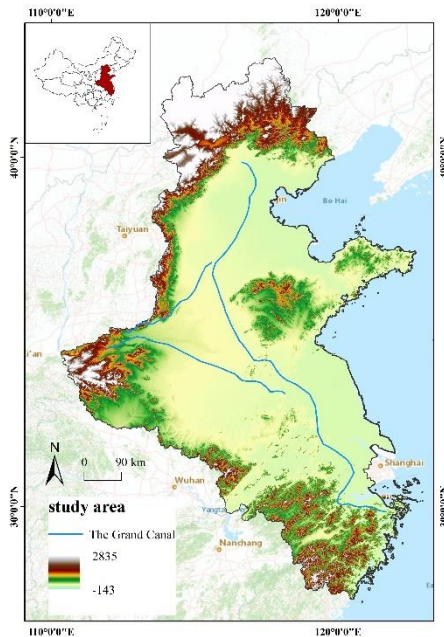 110°0'0"E
120°0'0"E
40°0'0"N
Bo Hai
Taiyuan
N
0
90 km
Shanghai
Wuhan
30°0'0"N
study area
The Grand Canal
Nanchang
2835
-143
110°0'0"E
120°0'0"E